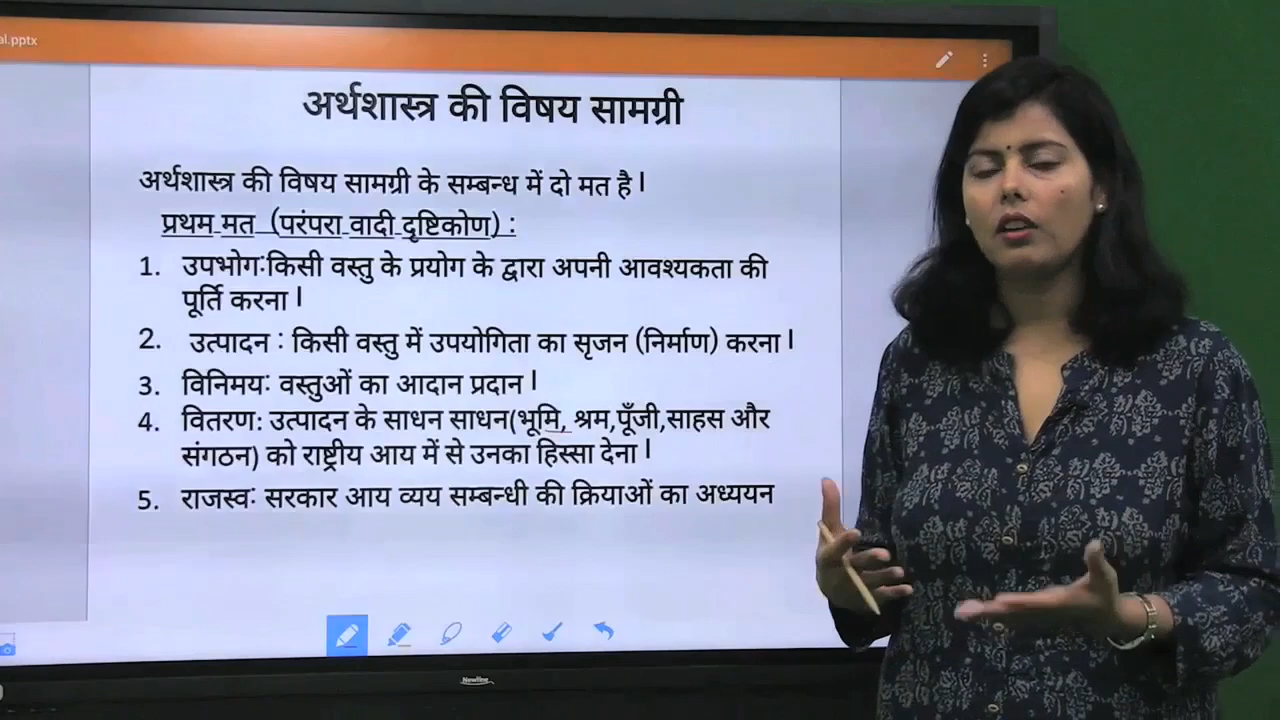 al.pptx
अर्थशास्त्र की विषय सामग्री
अर्थशास्त्र की विषय सामग्री के सम्बन्ध में दो मत है।
प्रथम मत (परंपरा वादी दृष्टिकोण) :
1. उपभोग:किसी वस्तु के प्रयोग के द्वारा अपनी आवश्यकता की
पूर्ति करना।
2. उत्पादन : किसी वस्तु में उपयोगिता का सृजन (निर्माण) करना।
3. विनिमय: वस्तुओं का आदान प्रदान।
4. वितरण: उत्पादन के साधन साधन(भूमि, श्रम,पूँजी,साहस और
संगठन) को राष्ट्रीय आय में से उनका हिस्सा देना।
5. राजस्व: सरकार आय व्यय सम्बन्धी की क्रियाओं का अध्ययन
Newline